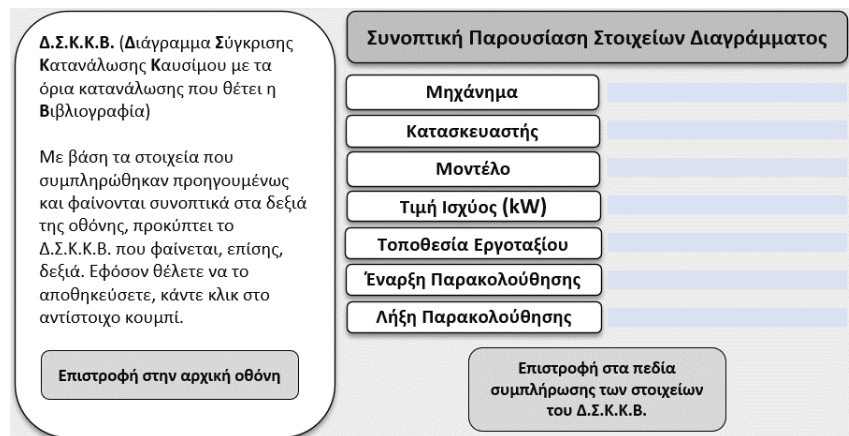 Δ.Σ.Κ.Κ.Β. (Διάγραμμα Σύγκρισης
Κατανάλωσης Καυσίμου με τα
όρια κατανάλωσης που θέτει η
Βιβλιογραφία)
Με βάση τα στοιχεία που
συμπληρώθηκαν προηγουμένως
και φαίνονται συνοπτικά στα δεξιά
της οθόνης, προκύπτει το
Δ.Σ.Κ.Κ.Β. που φαίνεται, επίσης,
δεξιά. Εφόσον θέλετε να το
αποθηκεύσετε, κάντε κλικ στο
αντίστοιχο κουμπί.
Επιστροφή στην αρχική οθόνη
Συνοπτική Παρουσίαση Στοιχείων Διαγράμματος
Μηχάνημα
Κατασκευαστής
Μοντέλο
Τιμή Ισχύος (kW)
Τοποθεσία Εργοταξίου
Έναρξη Παρακολούθησης
Λήξη Παρακολούθησης
Επιστροφή στα πεδία
συμπλήρωσης των στοιχείων
του Δ.Σ.Κ.Κ.Β.